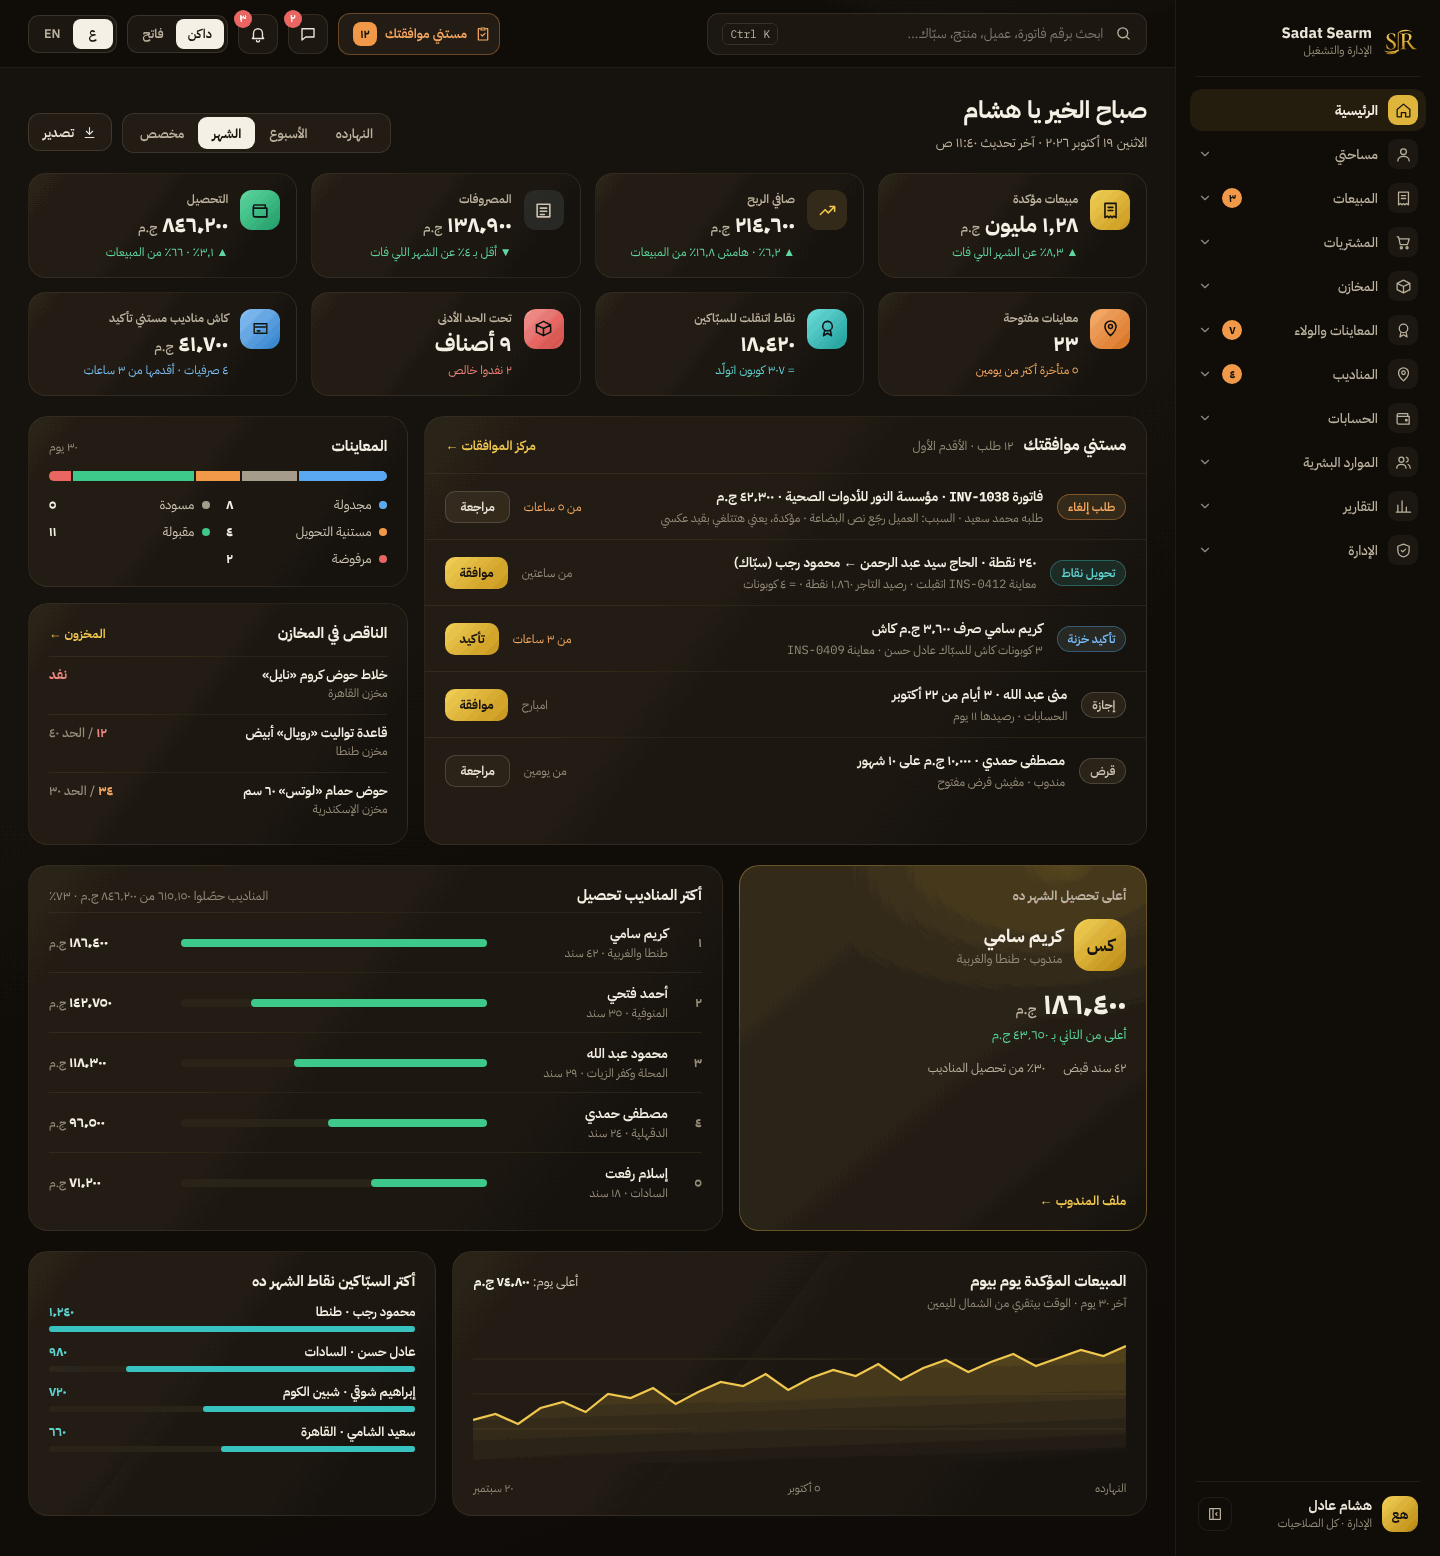 Sadat Searm
الإدارة والتشغيل
الرئيسية
مساحتي
المبيعات ٣
المشتريات
المخازن
المعاينات والولاء ٧
المناديب ٤
الحسابات
الموارد البشرية
التقارير
الإدارة
هشام عادل
الإدارة · كل الصلاحيات
هع
ابحث برقم فاتورة، عميل، منتج، سبّاك... Ctrl K
مستني موافقتك ١٢
٢
٣
داكن فاتح
ع EN
صباح الخير يا هشام
الاثنين ١٩ أكتوبر ٢٠٢٦ · آخر تحديث ١١:٤٠ ص
النهارده الأسبوع الشهر مخصص
تصدير
مبيعات مؤكدة
١,٢٨ مليون ج.م
▲ ٨,٣٪ عن الشهر اللي فات
صافي الربح
٢١٤,٦٠٠ ج.م
▲ ٦,٢٪ · هامش ١٦,٨٪ من المبيعات
المصروفات
١٣٨,٩٠٠ ج.م
▼ أقل بـ ٤٪ عن الشهر اللي فات
التحصيل
٨٤٦,٢٠٠ ج.م
▲ ٣,١٪ · ٦٦٪ من المبيعات
معاينات مفتوحة
٢٣
٥ متأخرة أكتر من يومين
نقاط اتنقلت للسبّاكين
١٨,٤٢٠
= ٣٠٧ كوبون اتولّد
تحت الحد الأدنى
٩ أصناف
٢ نفدوا خالص
كاش مناديب مستني تأكيد
٤١,٧٠٠ ج.م
٤ صرفيات · أقدمها من ٣ ساعات
مستني موافقتك ١٢ طلب · الأقدم الأول مركز الموافقات ←
طلب إلغاء
فاتورة INV-1038 · مؤسسة النور للأدوات الصحية · ٤٢,٣٠٠ ج.م
طلبه محمد سعيد · السبب: العميل رجّع نص البضاعة · مؤكدة، يعني هتتلغي بقيد عكسي
من ٥ ساعات مراجعة
تحويل نقاط
٢٤٠ نقطة · الحاج سيد عبد الرحمن ← محمود رجب (سبّاك)
معاينة INS-0412 اتقبلت · رصيد التاجر ١,٨٦٠ نقطة · = ٤ كوبونات
من ساعتين موافقة
تأكيد خزنة
كريم سامي صرف ٣,٦٠٠ ج.م كاش
٣ كوبونات كاش للسبّاك عادل حسن · معاينة INS-0409
من ٣ ساعات تأكيد
إجازة
منى عبد الله · ٣ أيام من ٢٢ أكتوبر
الحسابات · رصيدها ١١ يوم
امبارح موافقة
قرض
مصطفى حمدي · ١٠,٠٠٠ ج.م على ١٠ شهور
مندوب · مفيش قرض مفتوح
من يومين مراجعة
المعاينات ٣٠ يوم
مجدولة ٨ مسودة ٥
مستنية التحويل ٤ مقبولة ١١
مرفوضة ٢
الناقص في المخازن المخزون ←
خلاط حوض كروم «نايل» نفد
مخزن القاهرة
قاعدة تواليت «رويال» أبيض ١٢ / الحد ٤٠
مخزن طنطا
حوض حمام «لوتس» ٦٠ سم ٣٤ / الحد ٣٠
مخزن الإسكندرية
أعلى تحصيل الشهر ده
كس
كريم سامي
مندوب · طنطا والغربية
١٨٦,٤٠٠ ج.م
أعلى من التاني بـ ٤٣,٦٥٠ ج.م
٤٢ سند قبض ٣٠٪ من تحصيل المناديب
ملف المندوب ←
أكتر المناديب تحصيل المناديب حصّلوا ٦١٥,١٥٠ من ٨٤٦,٢٠٠ ج.م · ٧٣٪
١ كريم سامي ١٨٦,٤٠٠ ج.م
طنطا والغربية · ٤٢ سند
٢ أحمد فتحي ١٤٢,٧٥٠ ج.م
المنوفية · ٣٥ سند
٣ محمود عبد الله ١١٨,٣٠٠ ج.م
المحلة وكفر الزيات · ٢٩ سند
٤ مصطفى حمدي ٩٦,٥٠٠ ج.م
الدقهلية · ٢٤ سند
٥ إسلام رفعت ٧١,٢٠٠ ج.م
السادات · ١٨ سند
المبيعات المؤكدة يوم بيوم أعلى يوم: ٧٤,٨٠٠ ج.م
آخر ٣٠ يوم · الوقت بيتقري من الشمال لليمين
النهارده ٥ أكتوبر ٢٠ سبتمبر
أكتر السبّاكين نقاط الشهر ده
محمود رجب · طنطا ١,٢٤٠
عادل حسن · السادات ٩٨٠
إبراهيم شوقي · شبين الكوم ٧٢٠
سعيد الشامي · القاهرة ٦٦٠